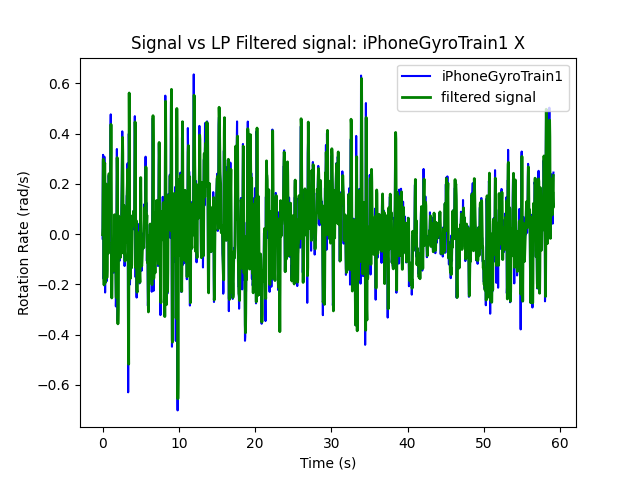 Signal vs LP Filtered signal: iPhoneGyroTrain1 X
iPhoneGyroTrain1
filtered signal
Rotation Rate (rad/s)
0.6
0.4
0.2
0.0
−0.2
−0.4
−0.6
0 10 20 30 40 50 60
Time (s)